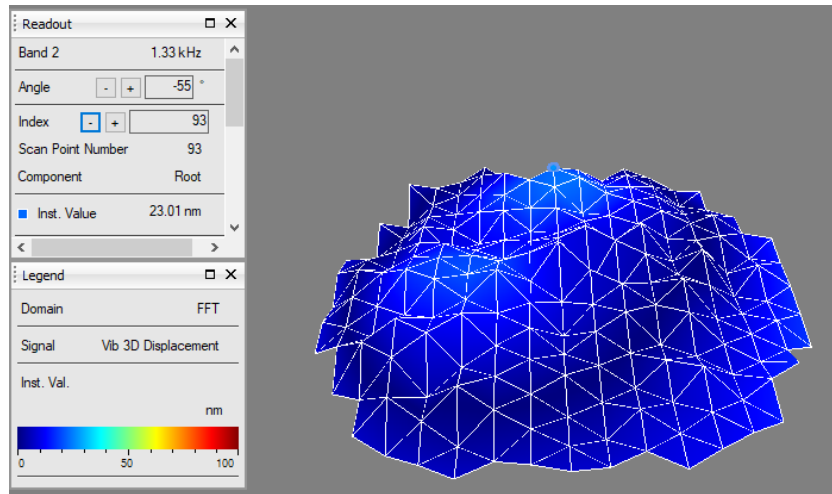 Readout
Band 2 1.33 kHz
Angle - + -55 °
Index - + 93
Scan Point Number 93
Component Root
Inst. Value 23.01 nm
Legend
Domain FFT
Signal Vib 3D Displacement
Inst. Val.
nm
0 50 100